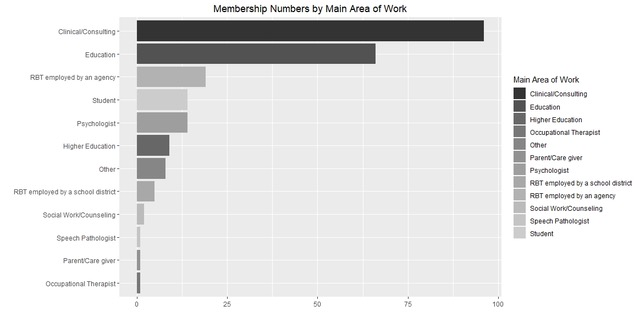 Membership Numbers by Main Area of Work
Clinical/Consulting
Education
RBT employed by an agency
Student
Psychologist
Higher Education
Other
RBT employed by a school district
Social Work/Counseling
Speech Pathologist
Parent/Care giver
Occupational Therapist
0 25 50 75 100
Main Area of Work
Clinical/Consulting
Education
Higher Education
Occupational Therapist
Other
Parent/Care giver
Psychologist
RBT employed by a school district
RBT employed by an agency
Social Work/Counseling
Speech Pathologist
Student